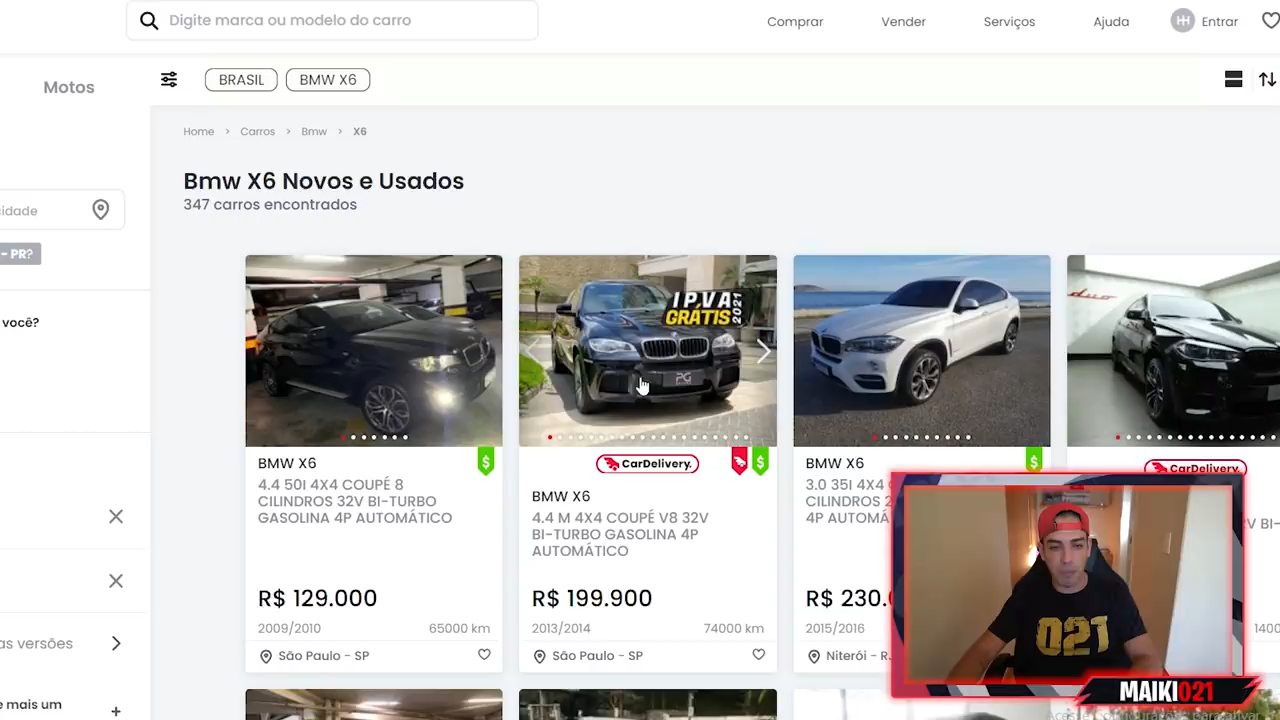 Digite marca ou modelo do carro
Comprar
Vender
Serviços
Ajuda
Entrar
Motos
BRASIL
BMW X6
Home > Carros > Bmw > X6
Bmw X6 Novos e Usados
347 carros encontrados
cidade
- PR?
você?
as versões
e mais um
BMW X6
4.4 50I 4X4 COUPÉ 8
CILINDROS 32V BI-TURBO
GASOLINA 4P AUTOMÁTICO
R$ 129.000
2009/2010
65000 km
São Paulo - SP
IPVA
GRÁTIS
2021
PG
CarDelivery.
BMW X6
4.4 M 4X4 COUPÉ V8 32V
BI-TURBO GASOLINA 4P
AUTOMÁTICO
R$ 199.900
2013/2014
74000 km
São Paulo - SP
BMW X6
3.0 35I 4X4
CILINDROS
4P AUTOMÁ
R$ 230.
2015/2016
Niterói - R
duo
CarDelivery.
V BI-
1400
021
MAIKI021